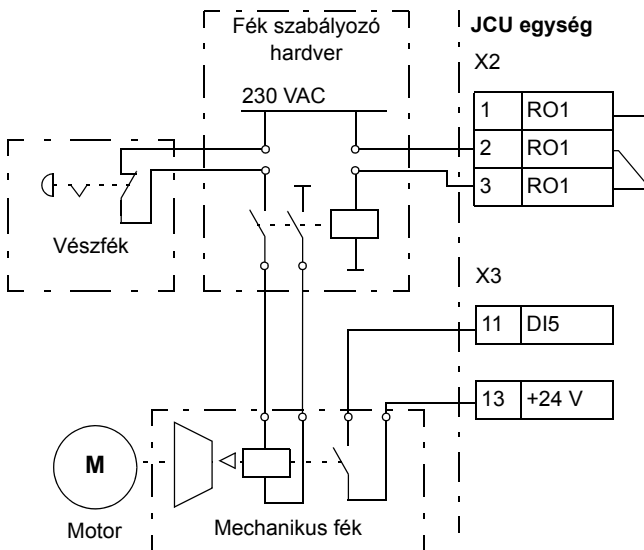 Fék szabályozó
hardver
JCU egység
X2
230 VAC
1 RO1
2 RO1
3 RO1
Vészfék
X3
11 DI5
13 +24 V
M
Motor
Mechanikus fék